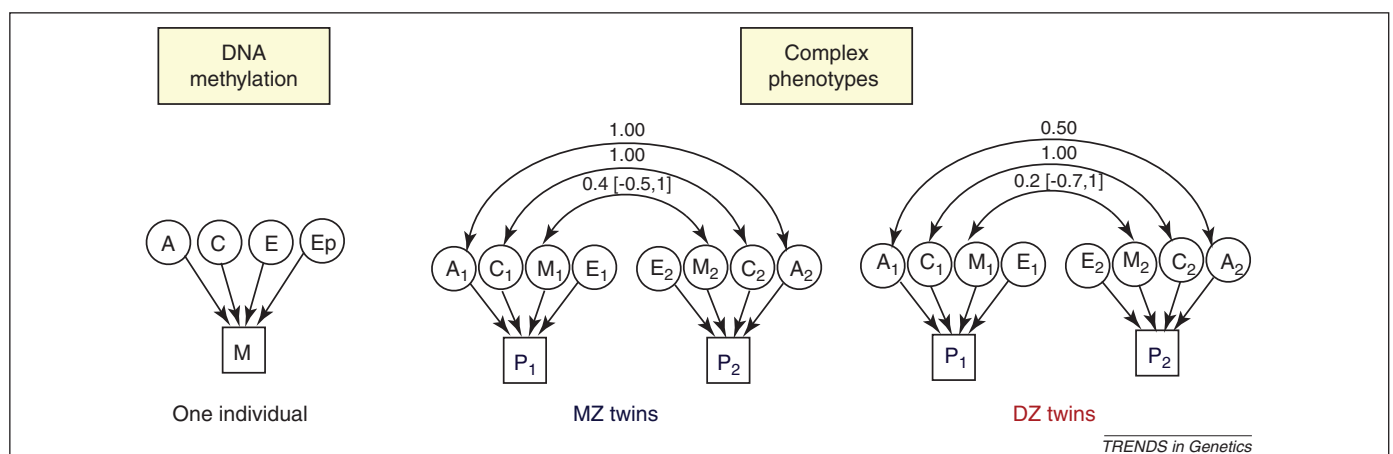 DNA
methylation
Complex
phenotypes
1.00
1.00
0.4 [-0.5,1]
0.50
1.00
0.2 [-0.7,1]
A C E Ep
A₁ C₁ M₁ E₁ E₂ M₂ C₂ A₂
A₁ C₁ M₁ E₁ E₂ M₂ C₂ A₂
M
P₁ P₂
P₁ P₂
One individual
MZ twins
DZ twins
TRENDS in Genetics